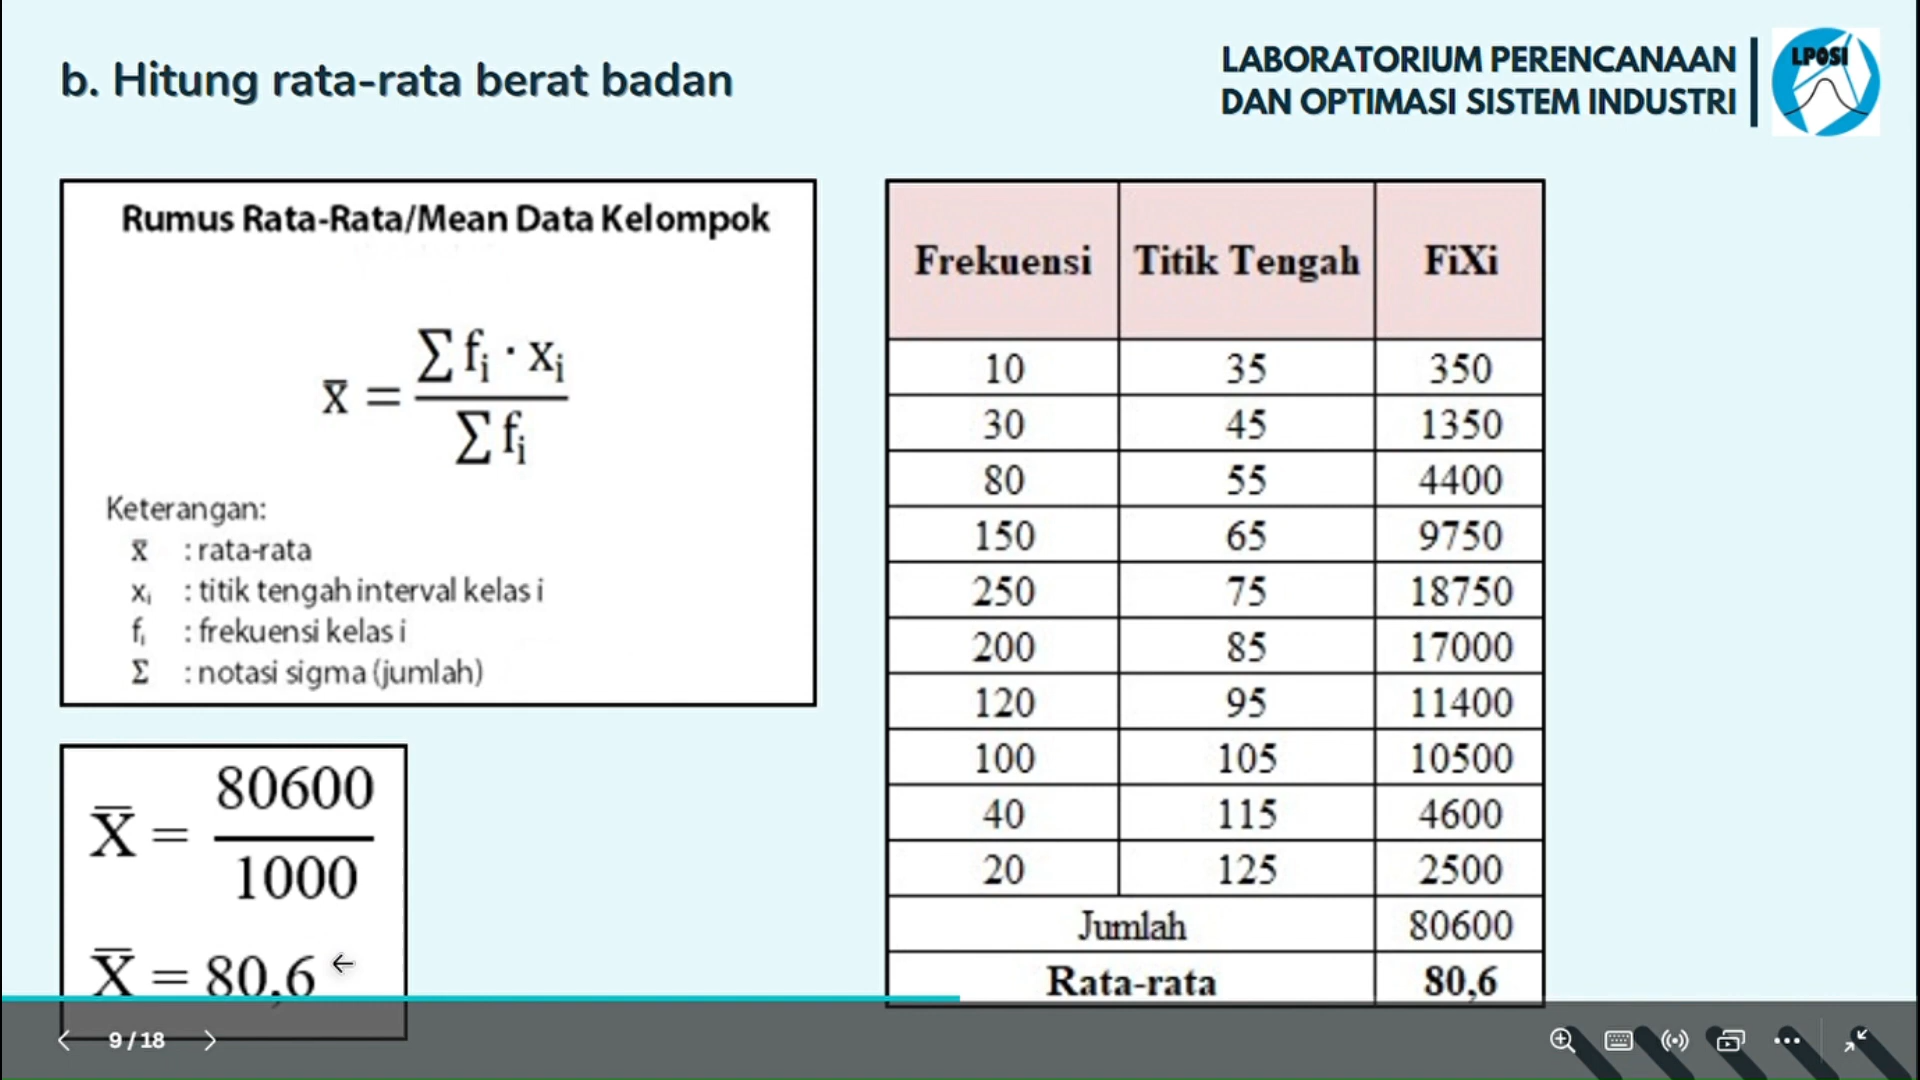 b. Hitung rata-rata berat badan
LABORATORIUM PERENCANAAN
DAN OPTIMASI SISTEM INDUSTRI
LPOSI
Rumus Rata-Rata/Mean Data Kelompok
x̅ = ∑ fᵢ · xᵢ / ∑ fᵢ
Keterangan:
x̅ : rata-rata
xᵢ : titik tengah interval kelas i
fᵢ : frekuensi kelas i
Σ : notasi sigma (jumlah)
X̅ = 80600 / 1000
X̅ = 80,6
Frekuensi Titik Tengah FiXi
10 35 350
30 45 1350
80 55 4400
150 65 9750
250 75 18750
200 85 17000
120 95 11400
100 105 10500
40 115 4600
20 125 2500
Jumlah 80600
Rata-rata 80,6
9 / 18